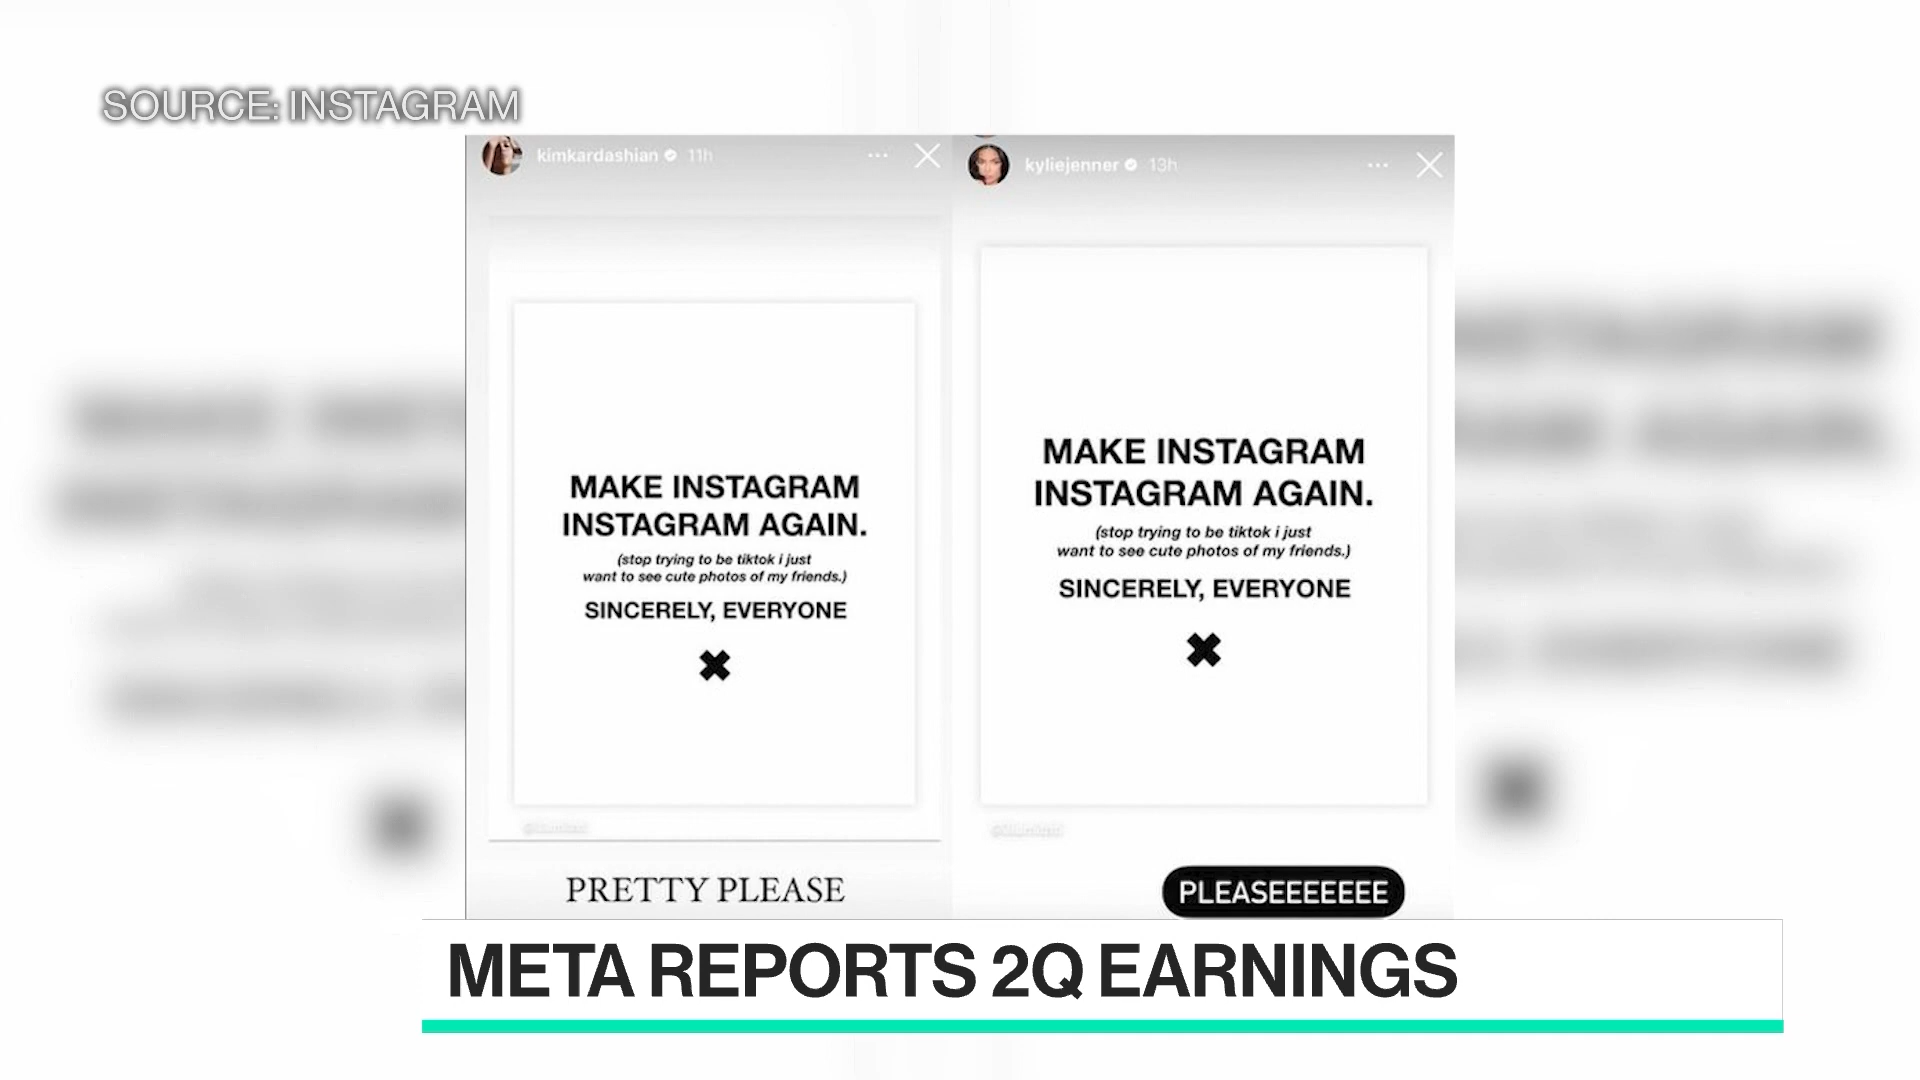 SOURCE: INSTAGRAM
kimkardashian 11h
MAKE INSTAGRAM
INSTAGRAM AGAIN.
(stop trying to be tiktok i just
want to see cute photos of my friends.)
SINCERELY, EVERYONE
PRETTY PLEASE
kyliejenner 13h
MAKE INSTAGRAM
INSTAGRAM AGAIN.
(stop trying to be tiktok i just
want to see cute photos of my friends.)
SINCERELY, EVERYONE
PLEASEEEEEEE
META REPORTS 2Q EARNINGS